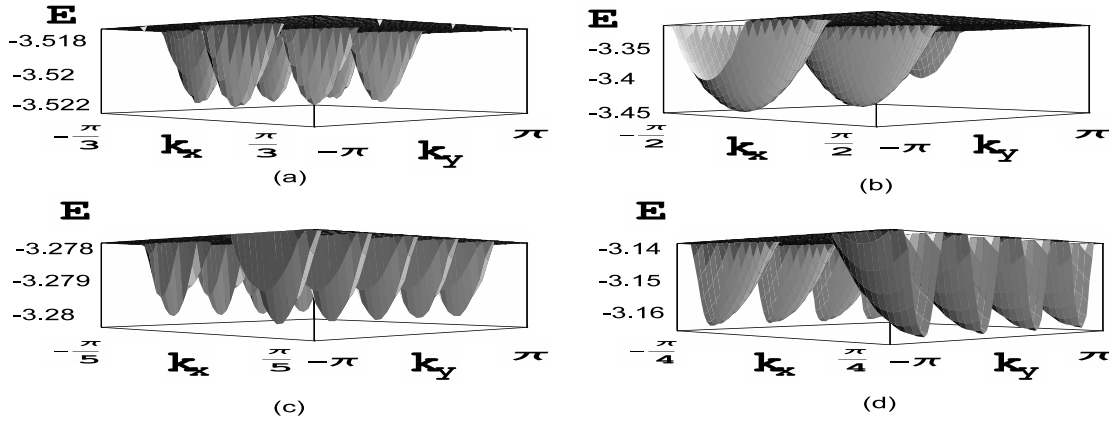 E
-3.518
-3.52
-3.522
-π/3
kx
π/3
-π
ky
π
(a)
E
-3.35
-3.4
-3.45
-π/2
kx
π/2
-π
ky
π
(b)
E
-3.278
-3.279
-3.28
-π/5
kx
π/5
-π
ky
π
(c)
E
-3.14
-3.15
-3.16
-π/4
kx
π/4
-π
ky
π
(d)